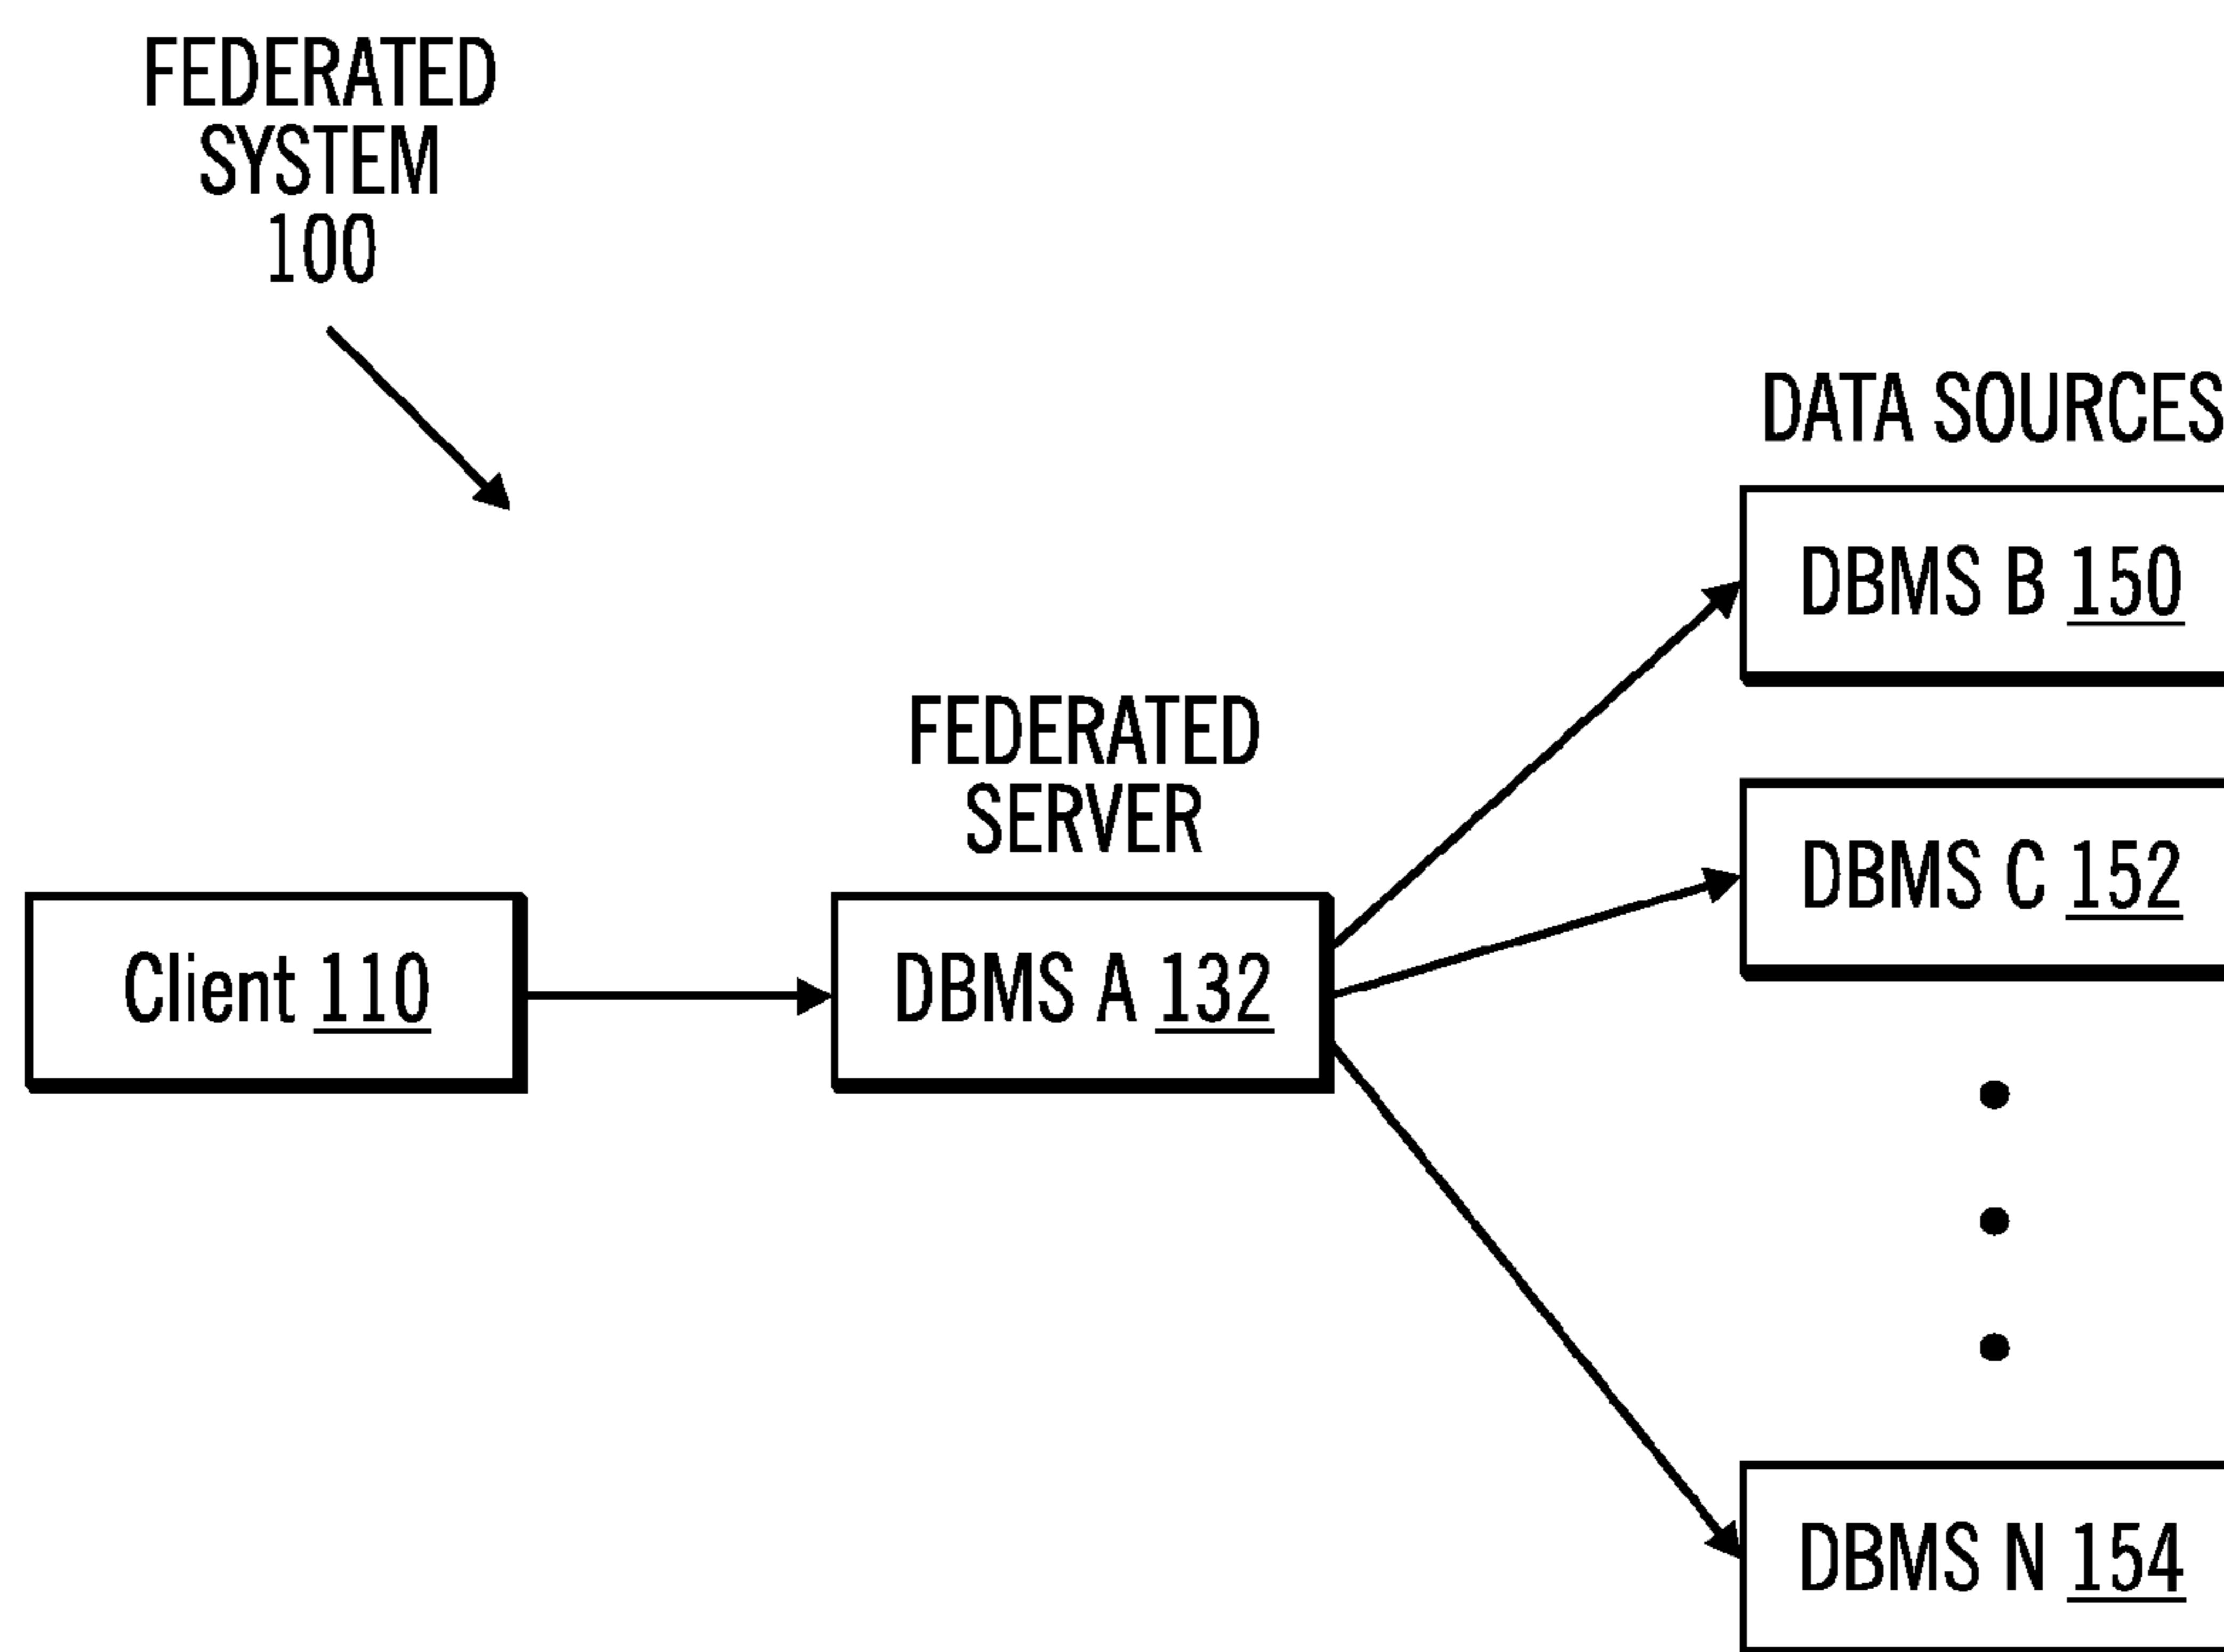 FEDERATED
SYSTEM
100
DATA SOURCES
DBMS B 150
FEDERATED
SERVER
DBMS C 152
Client 110
DBMS A 132
DBMS N 154